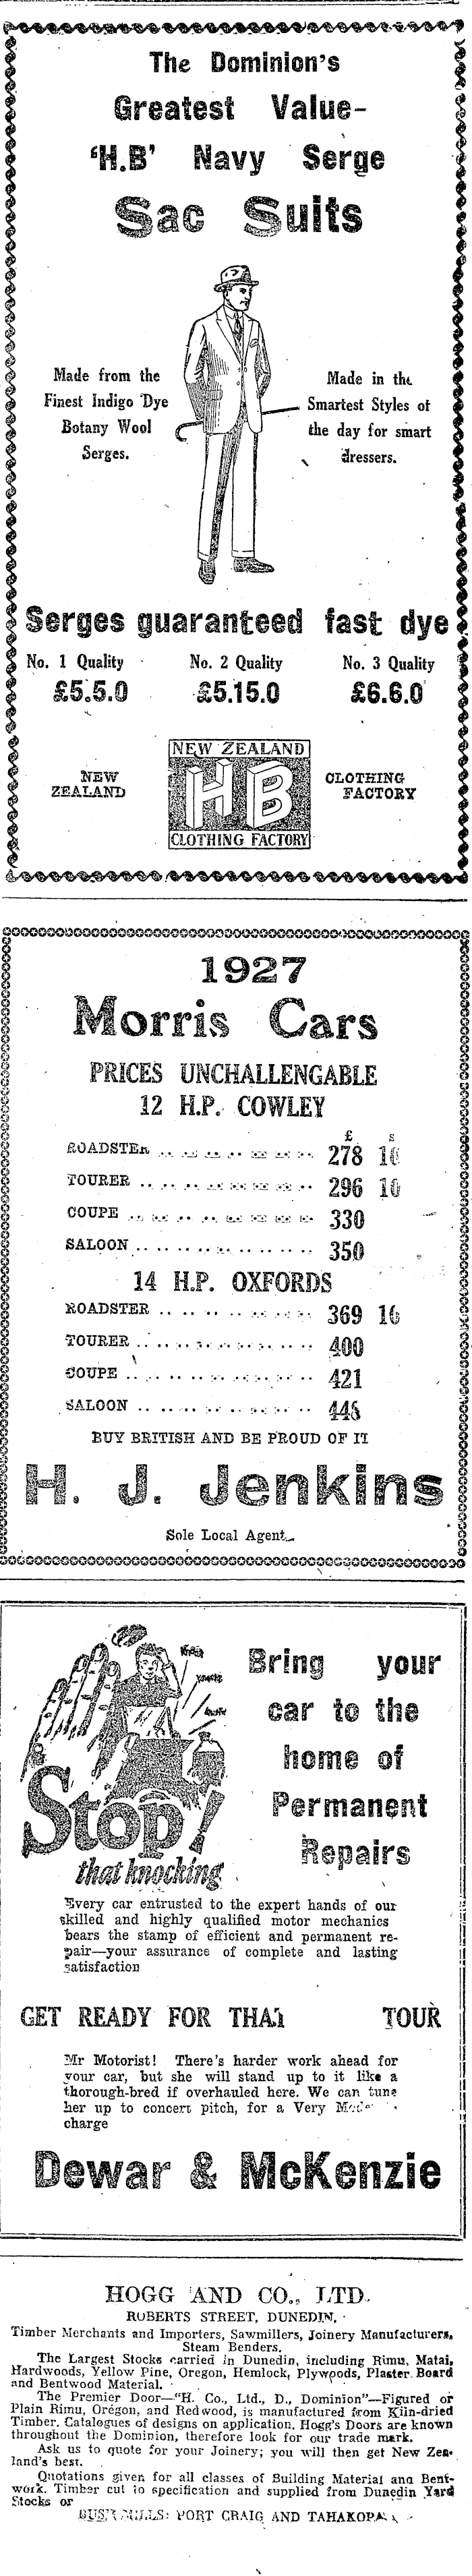 The Dominion's
Greatest Value-
'H.B' Navy Serge
Sac Suits
Made from the
Finest Indigo Dye
Botany Wool
Serges.
Made in the
Smartest Styles of
the day for smart
dressers.
Serges guaranteed fast dye
No. 1 Quality No. 2 Quality No. 3 Quality
£5.5.0 £5.15.0 £6.6.0
NEW
ZEALAND
NEW ZEALAND
HB
CLOTHING FACTORY
CLOTHING
FACTORY
1927
Morris Cars
PRICES UNCHALLENGABLE
12 H.P. COWLEY
£ s
ROADSTER .. .. .. .. .. .. .. 278 10
TOURER .. .. .. .. .. .. .. .. 296 10
COUPE .. .. .. .. .. .. .. .. 330
SALOON .. .. .. .. .. .. .. .. 350
14 H.P. OXFORDS
ROADSTER .. .. .. .. .. .. .. 369 10
TOURER .. .. .. .. .. .. .. .. 400
COUPE .. .. .. .. .. .. .. .. 421
SALOON .. .. .. .. .. .. .. ..
BUY BRITISH AND BE PROUD OF IT
H. J. Jenkins
Sole Local Agent
Stop!
that knocking
Bring your
car to the
home of
Permanent
Repairs
Every car entrusted to the expert hands of our
skilled and highly qualified motor mechanics
bears the stamp of efficient and permanent re-
pair—your assurance of complete and lasting
satisfaction
GET READY FOR THAT TOUR
Mr Motorist! There's harder work ahead for
your car, but she will stand up to it like a
thorough-bred if overhauled here. We can tune
her up to concert pitch, for a Very
charge
Dewar & McKenzie
HOGG AND CO., LTD.
ROBERTS STREET, DUNEDIN.
Timber Merchants and Importers, Sawmillers, Joinery Manufacturers,
Steam Benders.
The Largest Stocks carried in Dunedin, including Rimu, Matai,
Hardwoods, Yellow Pine, Oregon, Hemlock, Plywoods, Plaster Board
and Bentwood Material.
The Premier Door—"H. Co., Ltd., D., Dominion"—Figured or
Plain Rimu, Oregon, and Redwood, is manufactured from Kiln-dried
Timber. Catalogues of designs on application. Hogg's Doors are known
throughout the Dominion, therefore look for our trade mark.
Ask us to quote for your Joinery; you will then get New Zea-
land's best.
Quotations given for all classes of Building Material and Bent-
work. Timber cut to specification and supplied from Dunedin Yard
Stocks or
BUSH MILLS: PORT CRAIG AND TAHAKOPA